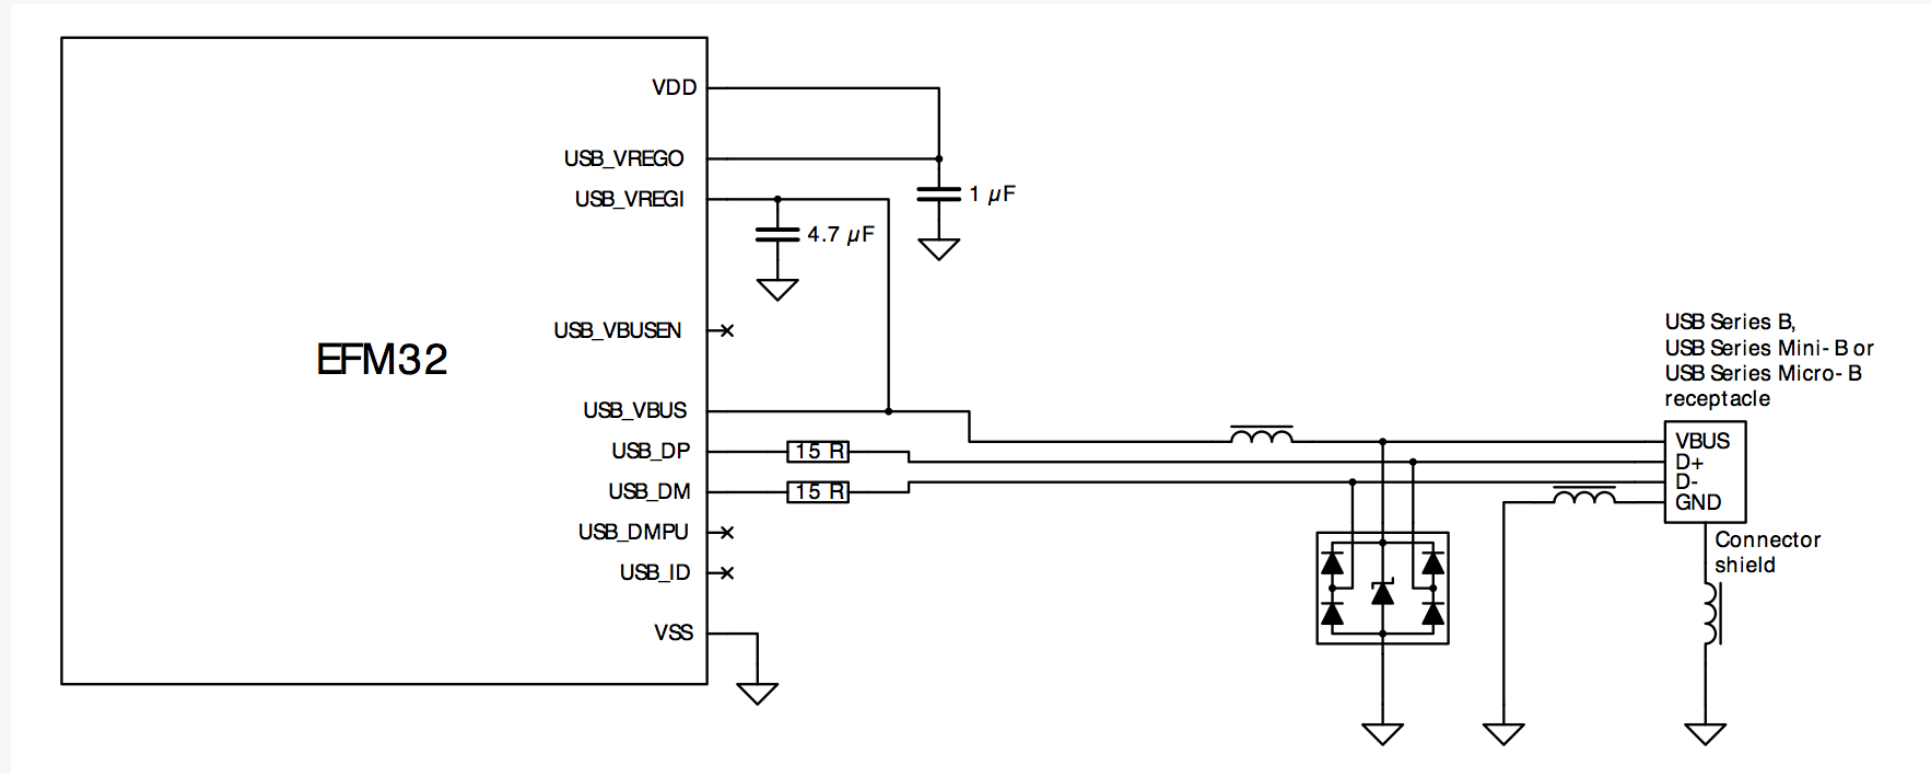 VDD
USB_VREGO
USB_VREGI
1 µF
4.7 µF
USB_VBUSEN
EFM32
USB_VBUS
USB_DP
15 R
USB_DM
15 R
USB_DMPU
USB_ID
VSS
USB Series B,
USB Series Mini-B or
USB Series Micro-B
receptacle
VBUS
D+
D-
GND
Connector
shield